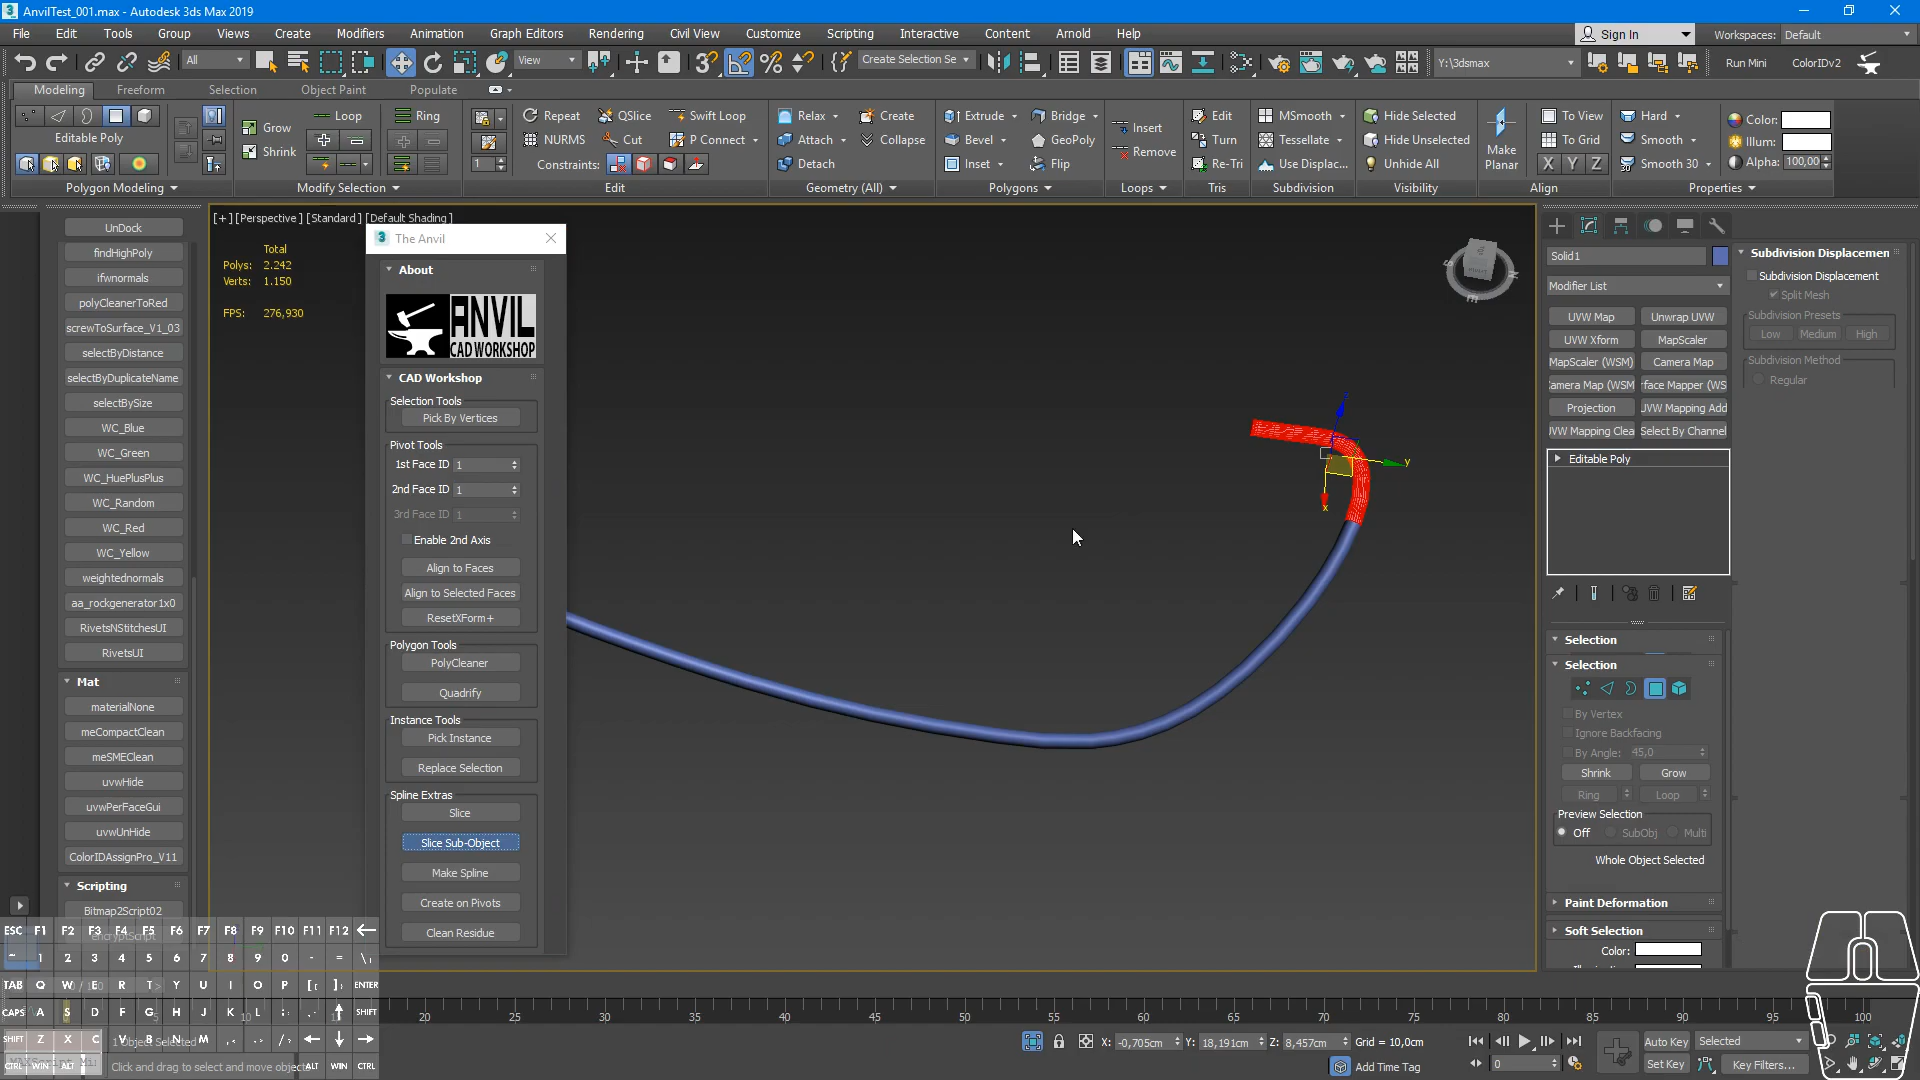 AnvilTest_001.max - Autodesk 3ds Max 2019
File Edit Tools Group Views Create Modifiers Animation Graph Editors Rendering Civil View Customize Scripting Interactive Content Arnold Help
Sign In Workspaces: Default
All View Create Selection Se Y:\3dsmax Run Mini ColorIDv2
Modeling Freeform Selection Object Paint Populate
Editable Poly
Grow Shrink Loop Ring
Repeat QSlice Swift Loop
NURMS Cut P Connect
Constraints:
Relax Create
Attach Collapse
Detach
Extrude Bridge
Bevel GeoPoly
Inset Flip
Insert
Remove
Edit
Turn
Re-Tri
MSmooth
Tessellate
Use Displac...
Hide Selected
Hide Unselected
Unhide All
Make Planar
To View
To Grid
X Y Z
Hard
Smooth
Smooth 30
Color:
Illum:
Alpha: 100,00
Polygon Modeling Modify Selection Edit Geometry (All) Polygons Loops Tris Subdivision Visibility Align Properties
UnDock
findHighPoly
ifwnormals
polyCleanerToRed
screwToSurface_V1_03
selectByDistance
selectByDuplicateName
selectBySize
WC_Blue
WC_Green
WC_HuePlusPlus
WC_Random
WC_Red
WC_Yellow
weightednormals
aa_rockgenerator1x0
RivetsNStitchesUI
RivetsUI
Mat
materialNone
meCompactClean
meSMEClean
uvwHide
uvwPerFaceGui
uvwUnHide
ColorIDAssignPro_V11
Scripting
Bitmap2Script02
[+] [Perspective] [Standard] [Default Shading]
Total
Polys: 2.242
Verts: 1.150
FPS: 276,930
The Anvil
About
ANVIL
CAD WORKSHOP
CAD Workshop
Selection Tools
Pick By Vertices
Pivot Tools
1st Face ID 1
2nd Face ID 1
3rd Face ID 1
Enable 2nd Axis
Align to Faces
Align to Selected Faces
ResetXForm+
Polygon Tools
PolyCleaner
Quadrify
Instance Tools
Pick Instance
Replace Selection
Spline Extras
Slice
Slice Sub-Object
Make Spline
Create on Pivots
Clean Residue
y
x
Solid1
Modifier List
UVW Map Unwrap UVW
UVW Xform MapScaler
MapScaler (WSM) Camera Map
Camera Map (WSM rface Mapper (WS
Projection UVW Mapping Add
VW Mapping Clea Select By Channel
Editable Poly
Selection
Selection
By Vertex
Ignore Backfacing
By Angle: 45,0
Shrink Grow
Ring Loop
Preview Selection
Off SubObj Multi
Whole Object Selected
Paint Deformation
Soft Selection
Color:
Subdivision Displacemen
Subdivision Displacement
Split Mesh
Subdivision Presets
Low Medium High
Subdivision Method
Regular
ESC F1 F2 F3 F4 F5 F6 F7 F8 F9 F10 F11 F12
~ 1 2 3 4 5 6 7 8 9 0 - =
TAB Q W E R T Y U I O P [ ] ENTER
CAPS A S D F G H J K L ; SHIFT
SHIFT Z X C V B N M
CTRL WIN ALT ALT WIN CTRL
1 Object Selected
Click and drag to select and move objects
20 25 30 35 40 45 50 55 60 65 70 75 80 85 90 95 100
X: -0,705cm Y: 18,191cm Z: 8,457cm Grid = 10,0cm
Add Time Tag
Auto Key Selected
Set Key Key Filters...
0